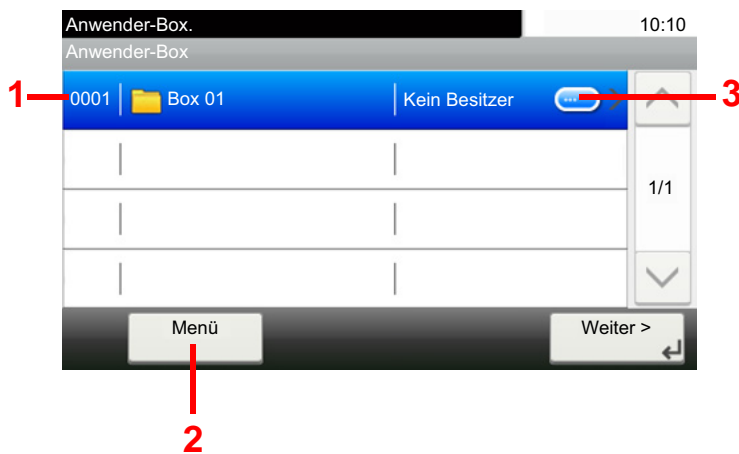 Anwender-Box. 10:10
Anwender-Box
1 0001 Box 01 Kein Besitzer ... 3
1/1
Menü Weiter >
2